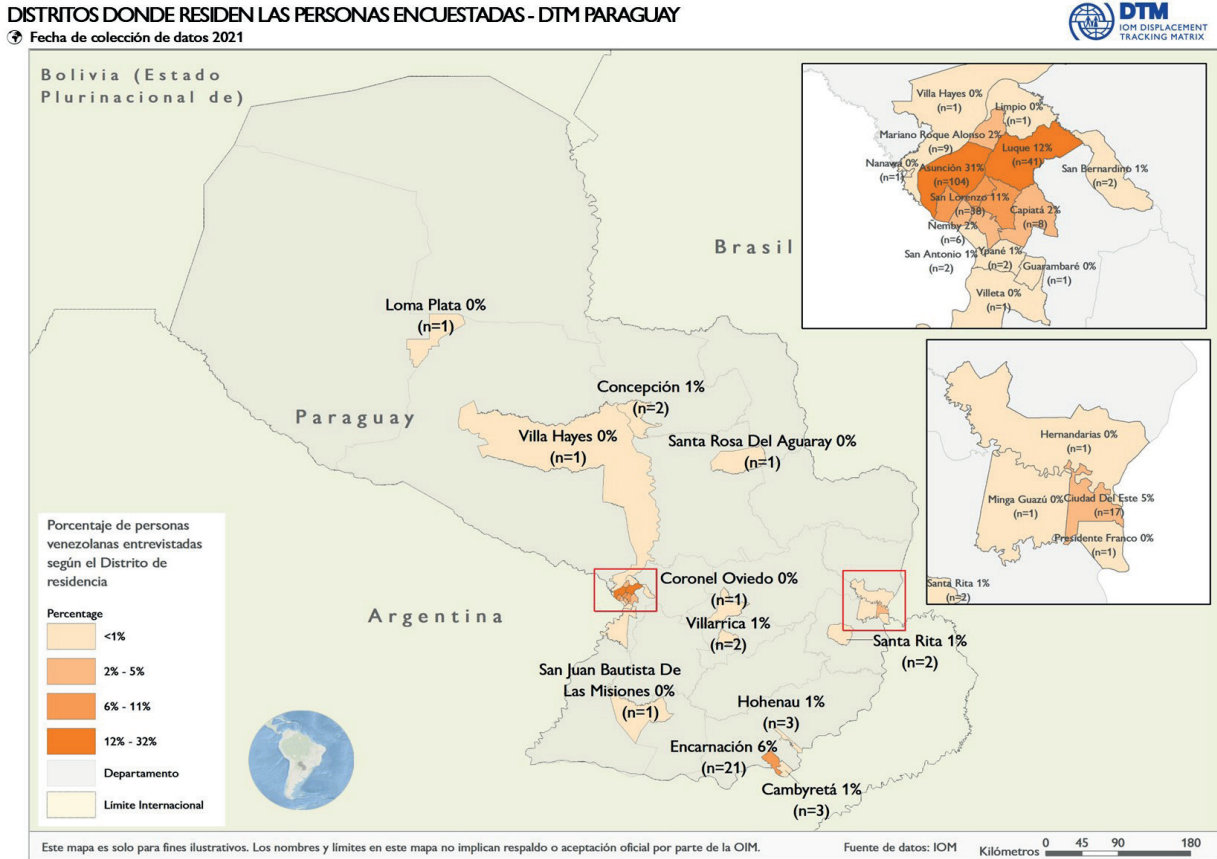 DISTRITOS DONDE RESIDEN LAS PERSONAS ENCUESTADAS - DTM PARAGUAY
Fecha de colección de datos 2021
DTM
IOM DISPLACEMENT
TRACKING MATRIX
Bolivia (Estado
Plurinacional de)
Brasil
Paraguay
Argentina
Loma Plata 0%
(n=1)
Concepción 1%
(n=2)
Villa Hayes 0%
(n=1)
Santa Rosa Del Aguaray 0%
(n=1)
Coronel Oviedo 0%
(n=1)
Villarrica 1%
(n=2)
Santa Rita 1%
(n=2)
San Juan Bautista De
Las Misiones 0%
(n=1)
Hohenau 1%
(n=3)
Encarnación 6%
(n=21)
Cambyretá 1%
(n=3)
Villa Hayes 0%
(n=1)
Limpio 0%
(n=1)
Mariano Roque Alonso 2%
(n=9)
Luque 12%
(n=41)
Nanawa 0%
(n=1)
Asunción 31%
(n=104)
San Bernardino 1%
(n=2)
San Lorenzo 11%
(n=38)
Capiatá 2%
(n=8)
Ñemby 2%
(n=6)
San Antonio 1%
(n=2)
Ypané 1%
(n=2)
Guarambaré 0%
(n=1)
Villeta 0%
(n=1)
Hernandarias 0%
(n=1)
Minga Guazú 0%
(n=1)
Ciudad Del Este 5%
(n=17)
Presidente Franco 0%
(n=1)
Santa Rita 1%
(n=2)
Porcentaje de personas
venezolanas entrevistadas
según el Distrito de
residencia
Percentage
<1%
2% - 5%
6% - 11%
12% - 32%
Departamento
Límite Internacional
Este mapa es solo para fines ilustrativos. Los nombres y límites en este mapa no implican respaldo o aceptación oficial por parte de la OIM.
Fuente de datos: IOM
Kilómetros
0 45 90 180